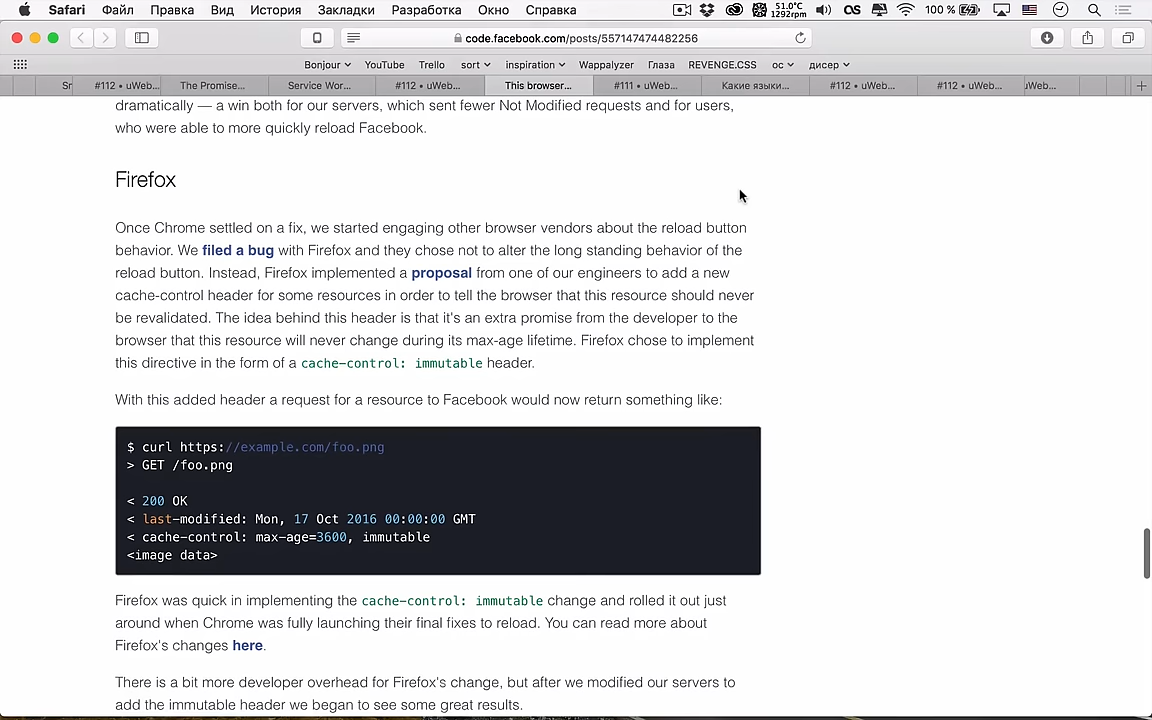 Safari Файл Правка Вид История Закладки Разработка Окно Справка 51.0°C 1292rpm 100 %
code.facebook.com/posts/557147474482256
Bonjour YouTube Trello sort inspiration Wappalyzer Глаза REVENGE.CSS ос дисер
Sr #112 • uWeb... The Promise... Service Wor... #112 • uWeb... This browser... #111 • uWeb... Какие языки... #112 • uWeb... #112 • uWeb... uWeb...
dramatically — a win both for our servers, which sent fewer Not Modified requests and for users,
who were able to more quickly reload Facebook.
Firefox
Once Chrome settled on a fix, we started engaging other browser vendors about the reload button
behavior. We filed a bug with Firefox and they chose not to alter the long standing behavior of the
reload button. Instead, Firefox implemented a proposal from one of our engineers to add a new
cache-control header for some resources in order to tell the browser that this resource should never
be revalidated. The idea behind this header is that it's an extra promise from the developer to the
browser that this resource will never change during its max-age lifetime. Firefox chose to implement
this directive in the form of a cache-control: immutable header.
With this added header a request for a resource to Facebook would now return something like:
$ curl https://example.com/foo.png
> GET /foo.png
< 200 OK
< last-modified: Mon, 17 Oct 2016 00:00:00 GMT
< cache-control: max-age=3600, immutable
<image data>
Firefox was quick in implementing the cache-control: immutable change and rolled it out just
around when Chrome was fully launching their final fixes to reload. You can read more about
Firefox's changes here.
There is a bit more developer overhead for Firefox's change, but after we modified our servers to
add the immutable header we began to see some great results.